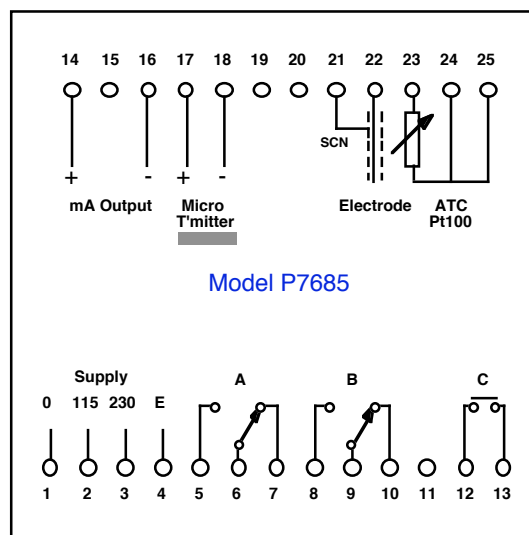 14 15 16 17 18 19 20 21 22 23 24 25
SCN
+ - + -
mA Output Micro Electrode ATC
T'mitter Pt100
Model P7685
Supply A B C
0 115 230 E
1 2 3 4 5 6 7 8 9 10 11 12 13